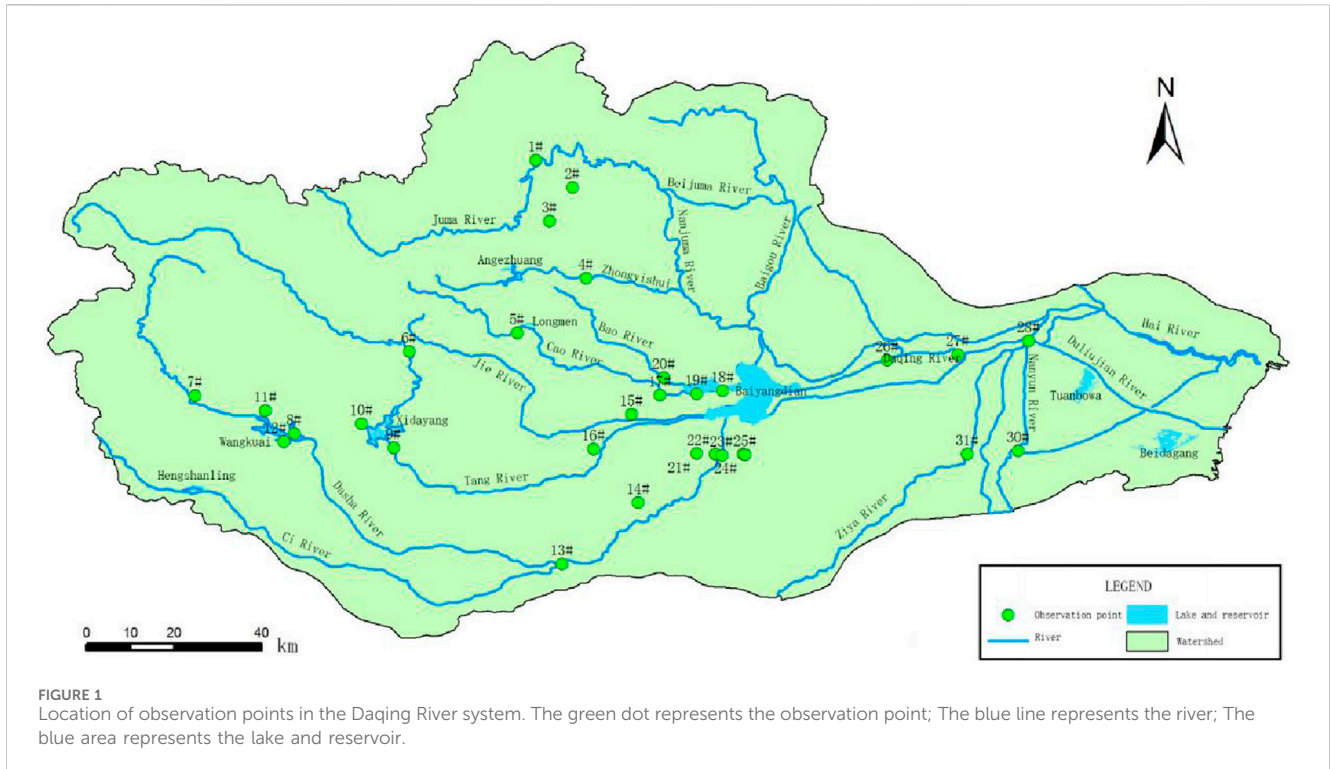 N
1#
2#
Beijuma River
3#
Juma River
Nanjuma River
Baigou River
Angezhuang
4#
Zhongyishui
5#
Longmen
Bao River
28#
Hai River
6#
Cao River
26#
27#
Daqing River
Duliujian River
Jie River
20#
Nanyun River
7#
17#
19#
18#
Baiyangdian
Tuanbowa
11#
10#
Xidayang
15#
8#
12#
Wangkuai
9#
16#
22#
23#
25#
31#
30#
Beidagang
21#
24#
Hengshanling
Tang River
Dasha River
14#
Ziya River
Ci River
13#
LEGEND
Observation point
Lake and reservoir
River
Watershed
0 10 20 40
km
FIGURE 1
Location of observation points in the Daqing River system. The green dot represents the observation point; The blue line represents the river; The
blue area represents the lake and reservoir.